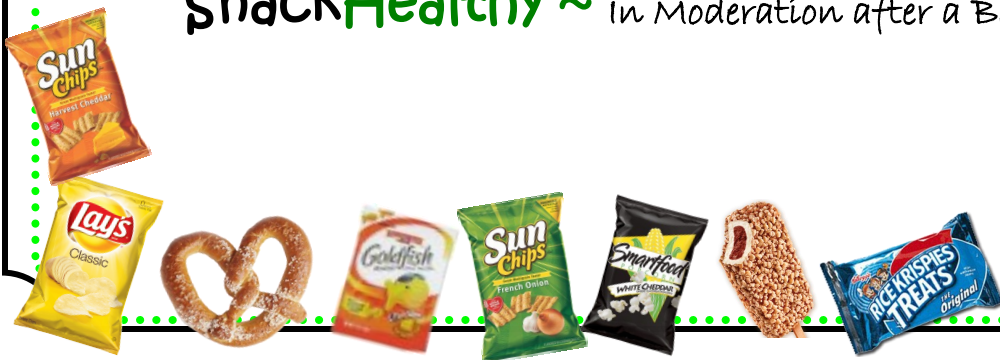 SnackHealthy ~ In Moderation after a B
Sun
Chips
Harvest Cheddar
Lay's
Classic
Goldfish
Sun
Chips
French Onion
Smartfood
WHITE CHEDDAR
Kellogg's
RICE KRISPIES
TREATS
THE
Original